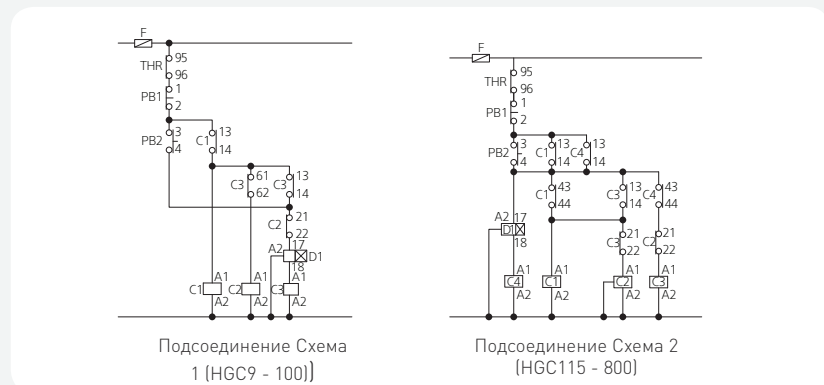 F
95
THR
96
1
PB1
2
3
PB2
4
13
C1
14
61
C3
62
13
C3
14
21
C2
22
A2
17
D1
18
A1
C1
A2
A1
C2
A2
A1
C3
A2
Подсоединение Схема
1 (HGC9 - 100))
F
95
THR
96
1
PB1
2
3
PB2
4
13
C1
14
13
C4
14
43
C1
44
13
C3
14
43
C4
44
A2
17
D1
18
21
C3
22
21
C2
22
A1
C4
A2
A1
C1
A2
A1
C2
A2
A1
C3
A2
Подсоединение Схема 2
(HGC115 - 800)